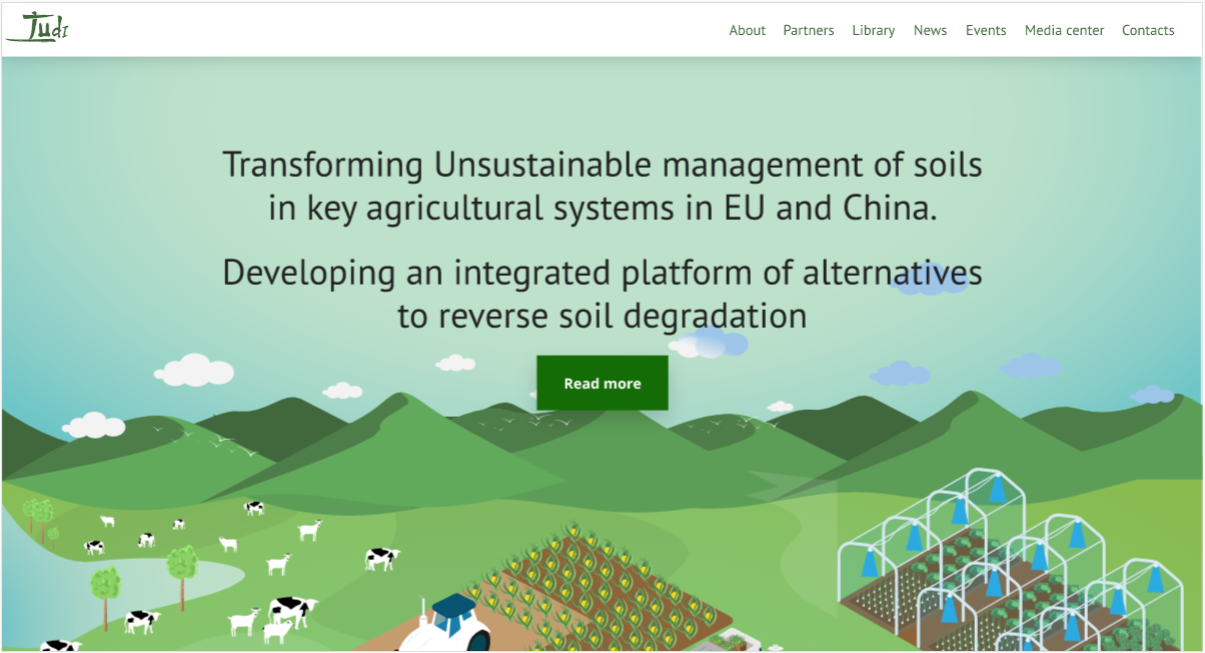 Tudi
About
Partners
Library
News
Events
Media center
Contacts
Transforming Unsustainable management of soils
in key agricultural systems in EU and China.
Developing an integrated platform of alternatives
to reverse soil degradation
Read more